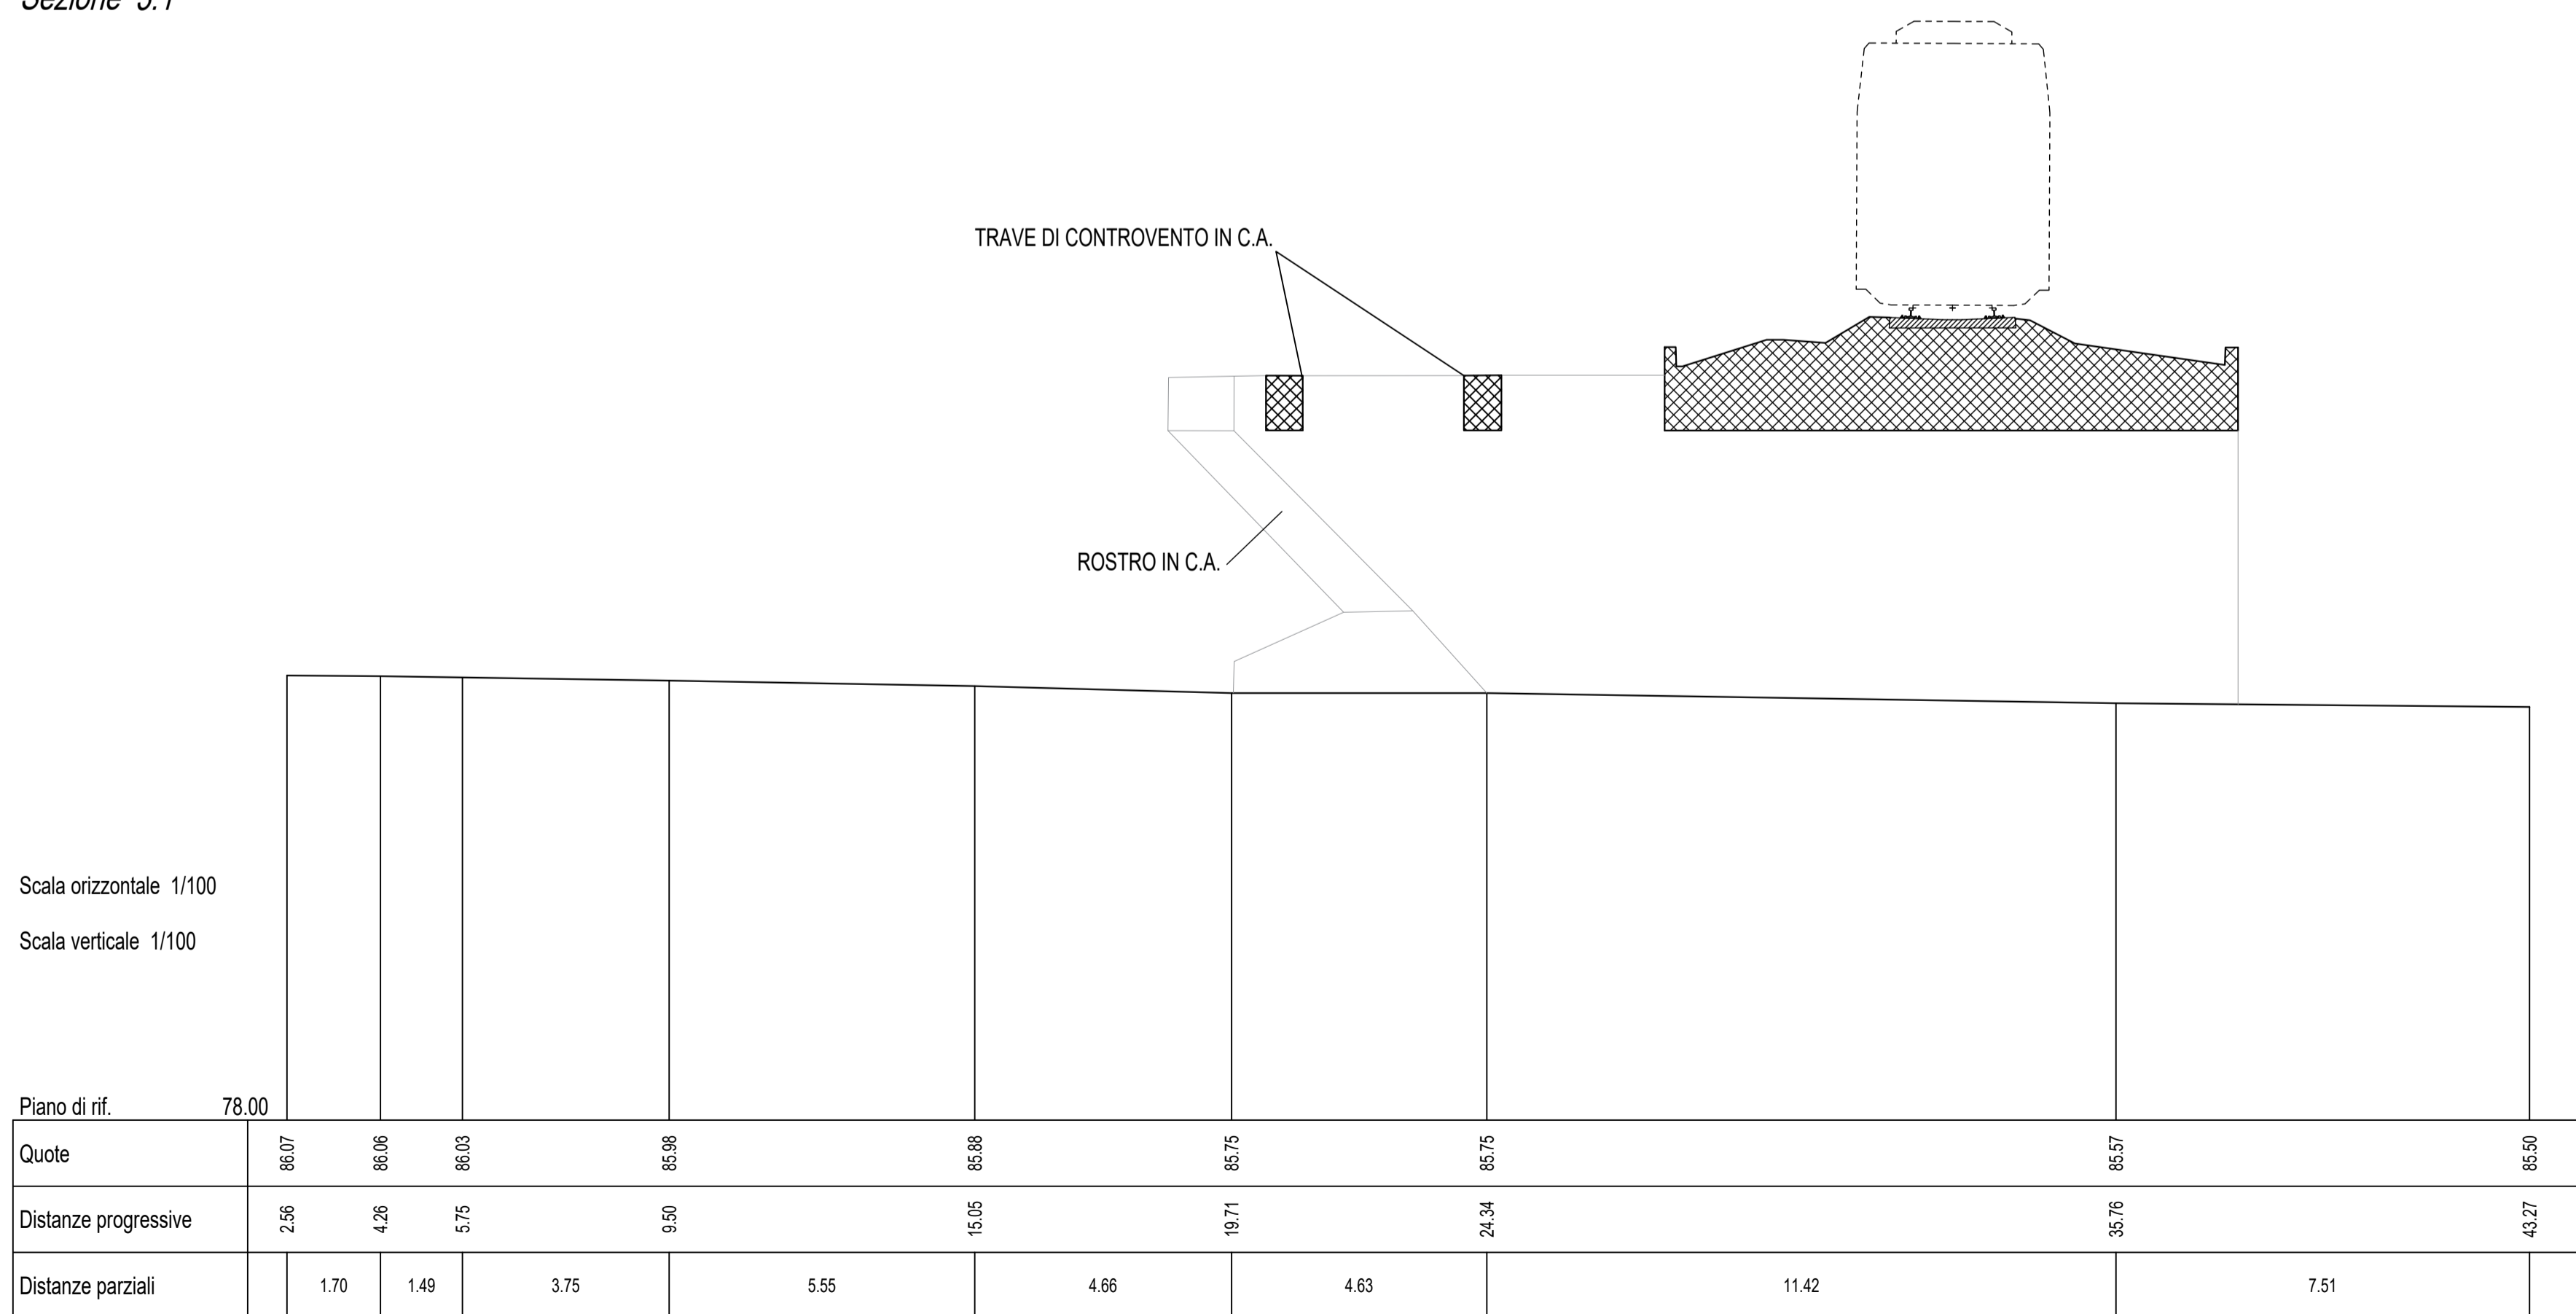 Sezione 5.1
TRAVE DI CONTROVENTO IN C.A.
ROSTRO IN C.A.
Scala orizzontale 1/100
Scala verticale 1/100
Piano di rif. 78.00
Quote 86.07 86.06 86.03 85.98 85.88 85.75 85.75 85.57 85.50
Distanze progressive 2.56 4.26 5.75 9.50 15.05 19.71 24.34 35.76 43.27
Distanze parziali 1.70 1.49 3.75 5.55 4.66 4.63 11.42 7.51